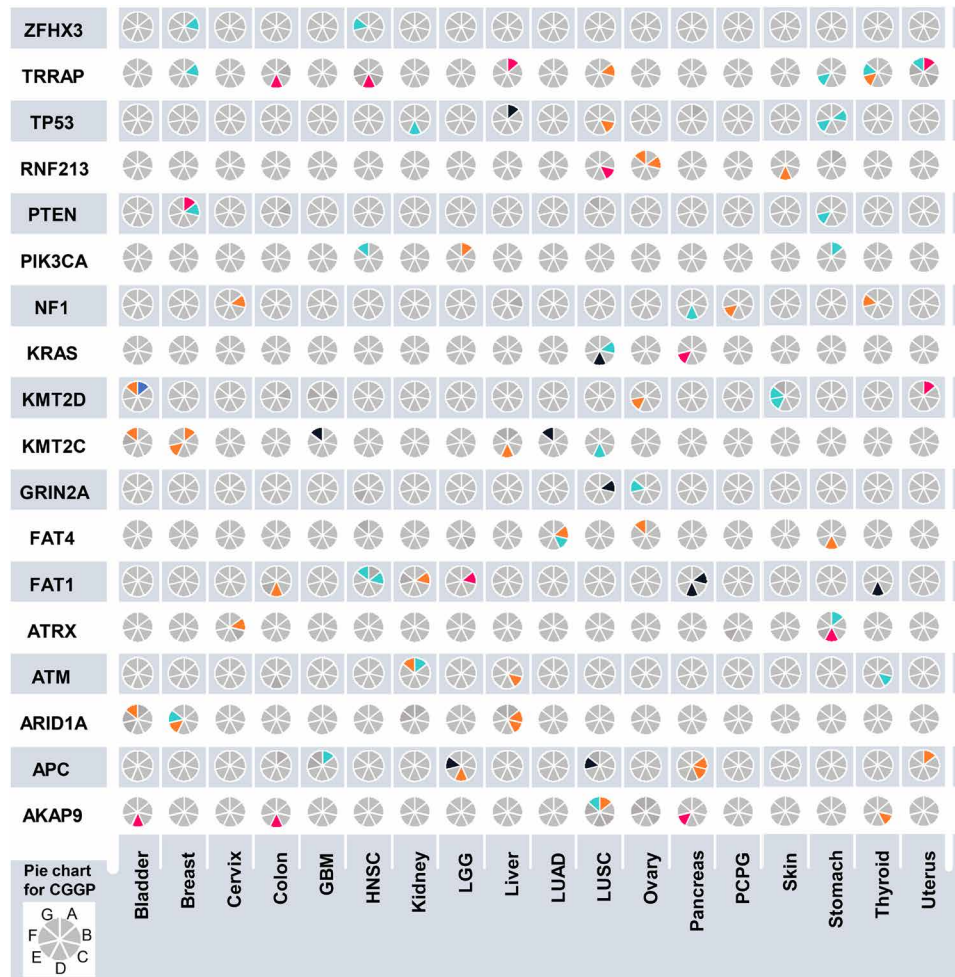 ZFHX3
TRRAP
TP53
RNF213
PTEN
PIK3CA
NF1
KRAS
KMT2D
KMT2C
GRIN2A
FAT4
FAT1
ATRX
ATM
ARID1A
APC
AKAP9
Bladder
Breast
Cervix
Colon
GBM
HNSC
Kidney
LGG
Liver
LUAD
LUSC
Ovary
Pancreas
PCPG
Skin
Stomach
Thyroid
Uterus
Pie chart
for CGGP
G A
F B
E C
D